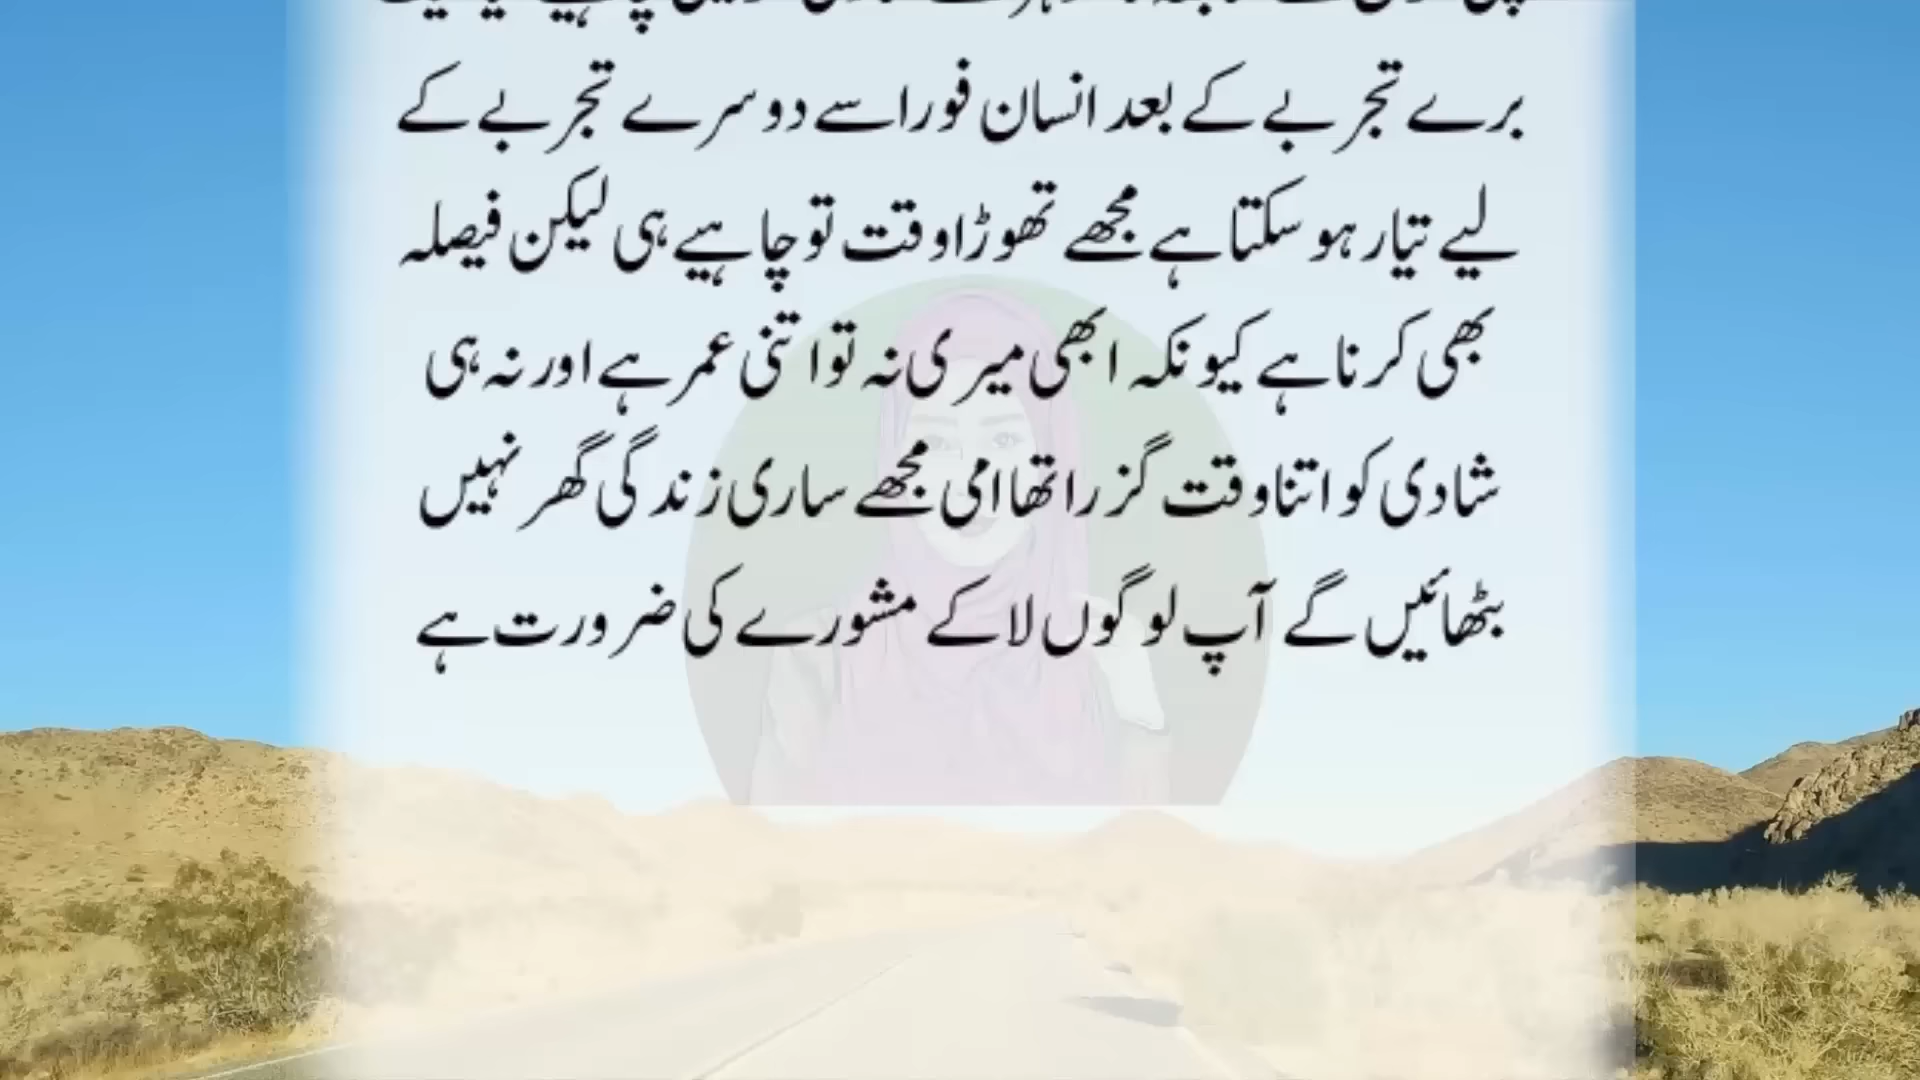 برے تجربے کے بعد انسان فورا سے دوسرے تجربے کے
لیے تیار ہو سکتا ہے مجھے تھوڑا وقت تو چاہیے ہی لیکن فیصلہ
بھی کرنا ہے کیونکہ ابھی میری نہ تو اتنی عمر ہے اور نہ ہی
شادی کو اتنا وقت گزرا تھا امی مجھے ساری زندگی گھر نہیں
بٹھائیں گے آپ لوگوں لا کے مشورے کی ضرورت ہے